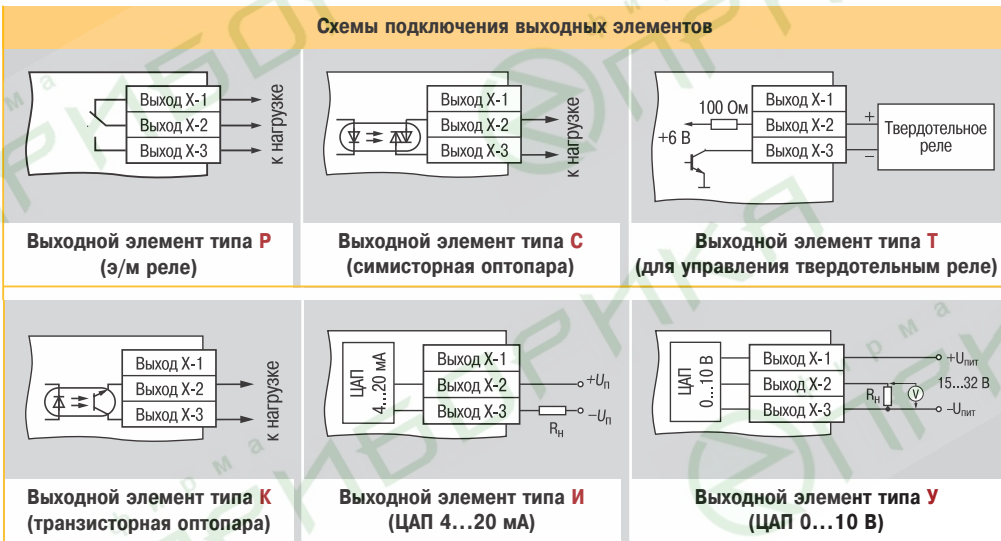 Схемы подключения выходных элементов
Выход X-1
Выход X-2
Выход X-3
к нагрузке
Выходной элемент типа Р
(э/м реле)
Выход X-1
Выход X-2
Выход X-3
к нагрузке
Выходной элемент типа С
(симисторная оптопара)
100 Ом
+6 В
Выход X-1
Выход X-2
Выход X-3
+
−
Твердотельное
реле
Выходной элемент типа Т
(для управления твердотельным реле)
Выход X-1
Выход X-2
Выход X-3
к нагрузке
Выходной элемент типа К
(транзисторная оптопара)
ЦАП
4...20 мА
Выход X-1
Выход X-2
Выход X-3
+Uп
−Uп
Rн
Выходной элемент типа И
(ЦАП 4...20 мА)
ЦАП
0...10 В
Выход X-1
Выход X-2
Выход X-3
+Uпит
15...32 В
Rн
V
−Uпит
Выходной элемент типа У
(ЦАП 0...10 В)
фирма
ПРИБОРИКА